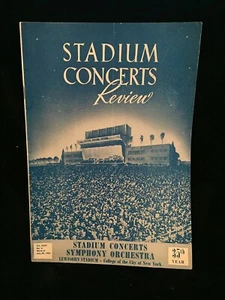 STADIUM
CONCERTS
Review
STADIUM CONCERTS
SYMPHONY ORCHESTRA
LEWISOHN STADIUM - College of the City of New York
YEAR